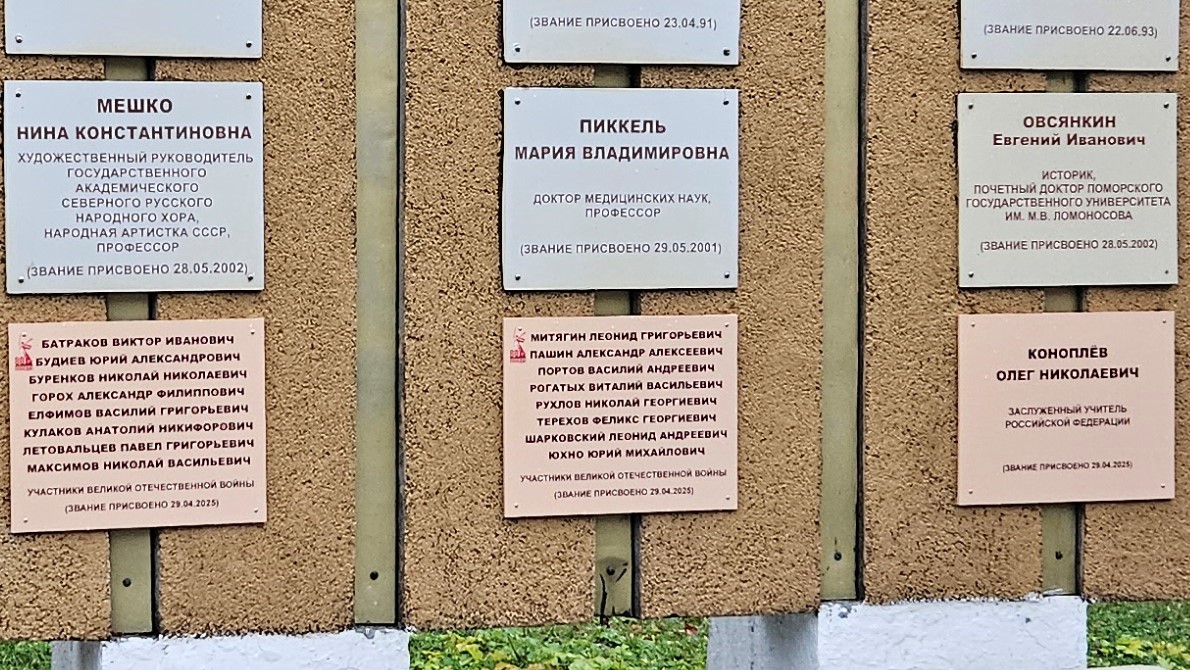 (ЗВАНИЕ ПРИСВОЕНО 23.04.91)
(ЗВАНИЕ ПРИСВОЕНО 22.06.93)
МЕШКО
НИНА КОНСТАНТИНОВНА
ХУДОЖЕСТВЕННЫЙ РУКОВОДИТЕЛЬ
ГОСУДАРСТВЕННОГО
АКАДЕМИЧЕСКОГО
СЕВЕРНОГО РУССКОГО
НАРОДНОГО ХОРА,
НАРОДНАЯ АРТИСТКА СССР,
ПРОФЕССОР
(ЗВАНИЕ ПРИСВОЕНО 28.05.2002)
ПИККЕЛЬ
МАРИЯ ВЛАДИМИРОВНА
ДОКТОР МЕДИЦИНСКИХ НАУК,
ПРОФЕССОР
(ЗВАНИЕ ПРИСВОЕНО 29.05.2001)
ОВСЯНКИН
Евгений Иванович
ИСТОРИК,
ПОЧЕТНЫЙ ДОКТОР ПОМОРСКОГО
ГОСУДАРСТВЕННОГО УНИВЕРСИТЕТА
ИМ. М.В. ЛОМОНОСОВА
(ЗВАНИЕ ПРИСВОЕНО 28.05.2002)
БАТРАКОВ ВИКТОР ИВАНОВИЧ
БУДИЕВ ЮРИЙ АЛЕКСАНДРОВИЧ
БУРЕНКОВ НИКОЛАЙ НИКОЛАЕВИЧ
ГОРОХ АЛЕКСАНДР ФИЛИППОВИЧ
ЕЛФИМОВ ВАСИЛИЙ ГРИГОРЬЕВИЧ
КУЛАКОВ АНАТОЛИЙ НИКИФОРОВИЧ
ЛЕТОВАЛЬЦЕВ ПАВЕЛ ГРИГОРЬЕВИЧ
МАКСИМОВ НИКОЛАЙ ВАСИЛЬЕВИЧ
УЧАСТНИКИ ВЕЛИКОЙ ОТЕЧЕСТВЕННОЙ ВОЙНЫ
(ЗВАНИЕ ПРИСВОЕНО 29.04.2025)
МИТЯГИН ЛЕОНИД ГРИГОРЬЕВИЧ
ПАШИН АЛЕКСАНДР АЛЕКСЕЕВИЧ
ПОРТОВ ВАСИЛИЙ АНДРЕЕВИЧ
РОГАТЫХ ВИТАЛИЙ ВАСИЛЬЕВИЧ
РУХЛОВ НИКОЛАЙ ГЕОРГИЕВИЧ
ТЕРЕХОВ ФЕЛИКС ГЕОРГИЕВИЧ
ШАРКОВСКИЙ ЛЕОНИД АНДРЕЕВИЧ
ЮХНО ЮРИЙ МИХАЙЛОВИЧ
УЧАСТНИКИ ВЕЛИКОЙ ОТЕЧЕСТВЕННОЙ ВОЙНЫ
(ЗВАНИЕ ПРИСВОЕНО 29.04.2025)
КОНОПЛЁВ
ОЛЕГ НИКОЛАЕВИЧ
ЗАСЛУЖЕННЫЙ УЧИТЕЛЬ
РОССИЙСКОЙ ФЕДЕРАЦИИ
(ЗВАНИЕ ПРИСВОЕНО 29.04.2025)